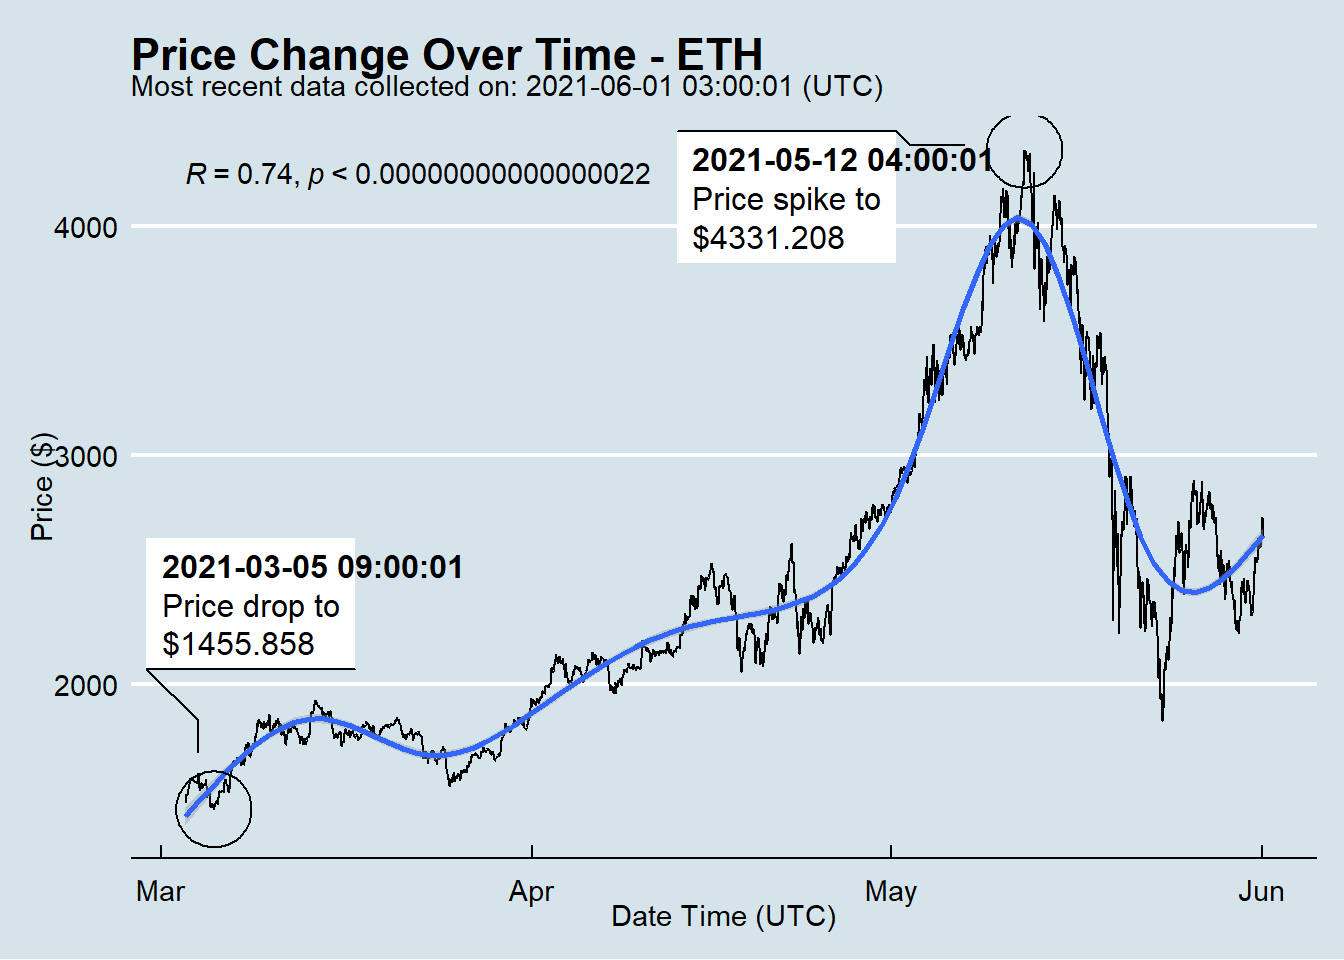 Price Change Over Time - ETH
Most recent data collected on: 2021-06-01 03:00:01 (UTC)
R = 0.74, p < 0.00000000000000022
2021-05-12 04:00:01
Price spike to
$4331.208
4000
3000
2000
Price ($)
2021-03-05 09:00:01
Price drop to
$1455.858
Mar
Apr
May
Jun
Date Time (UTC)